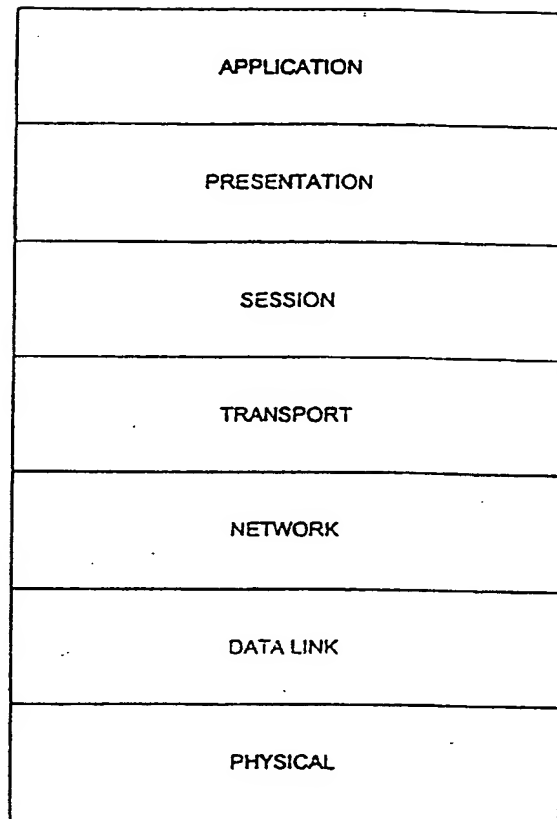 APPLICATION
PRESENTATION
SESSION
TRANSPORT
NETWORK
DATA LINK
PHYSICAL